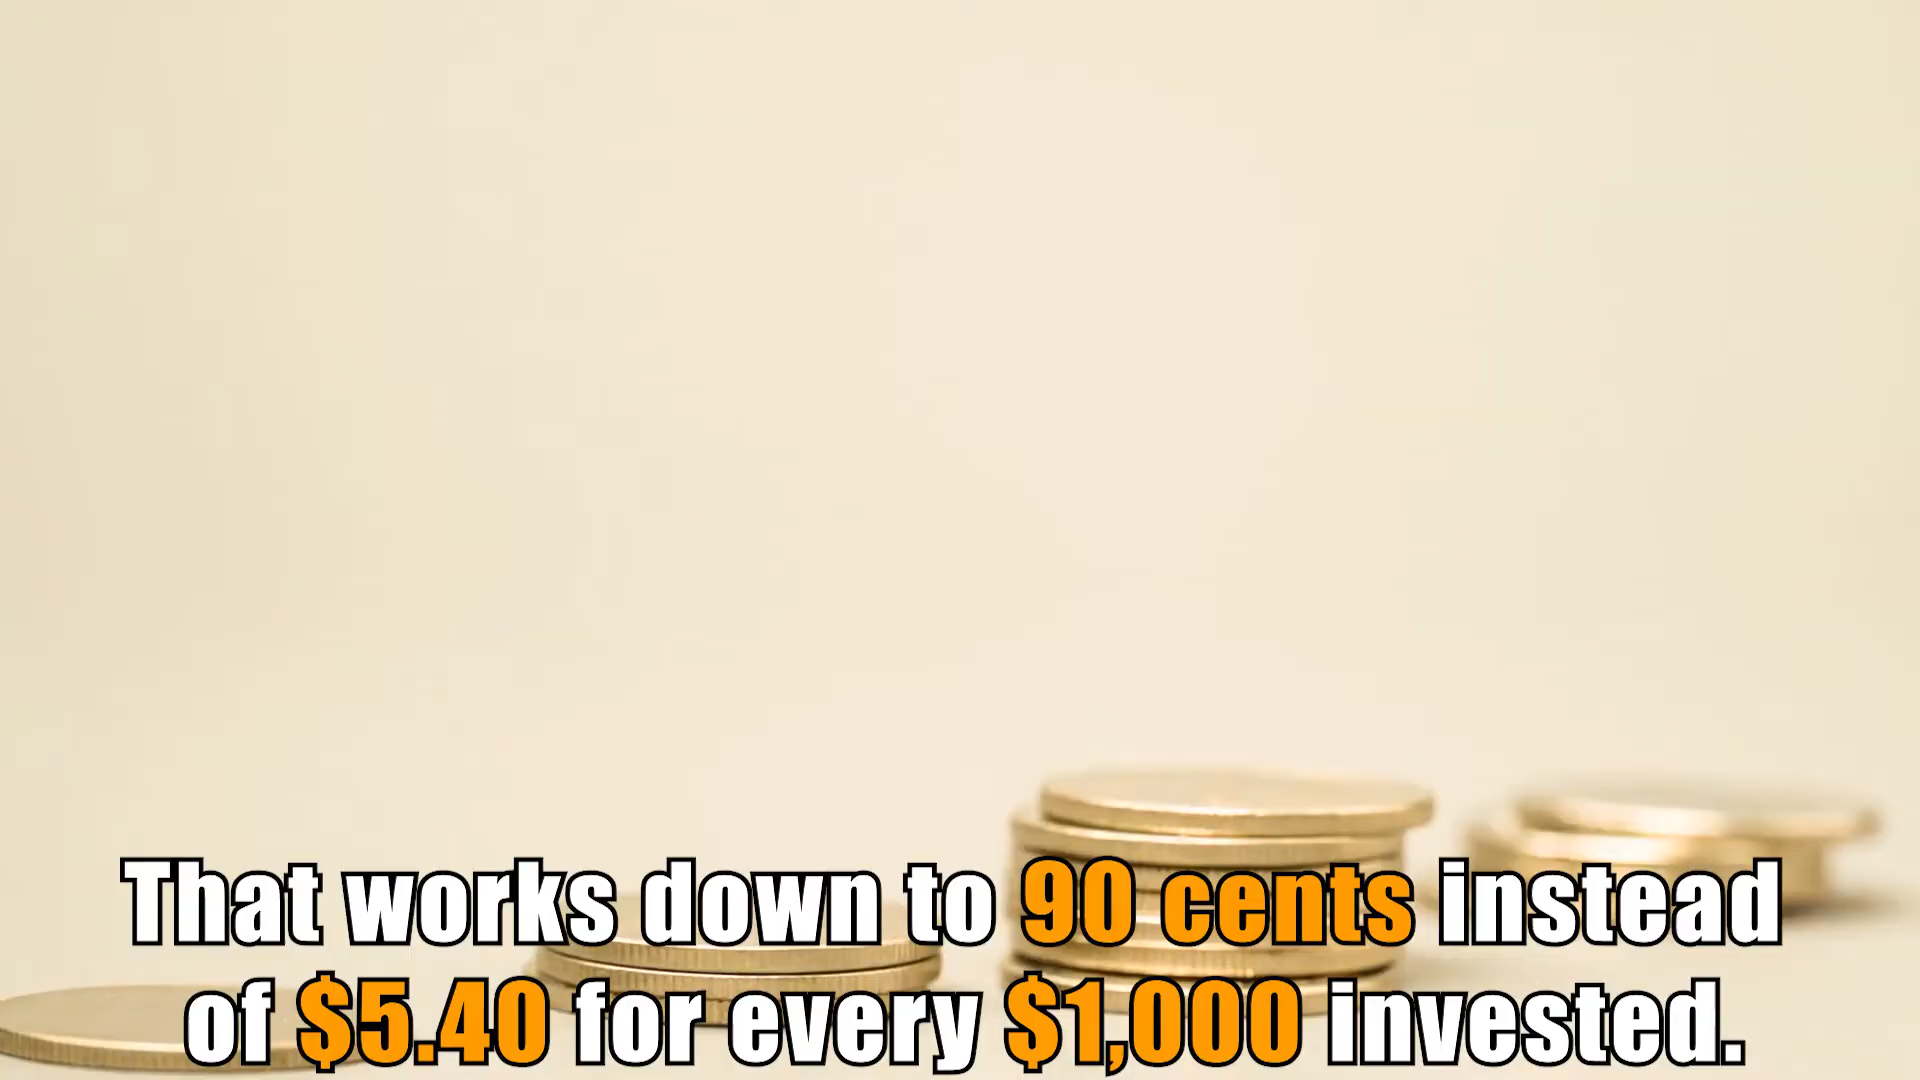 That works down to 90 cents instead
of $5.40 for every $1,000 invested.